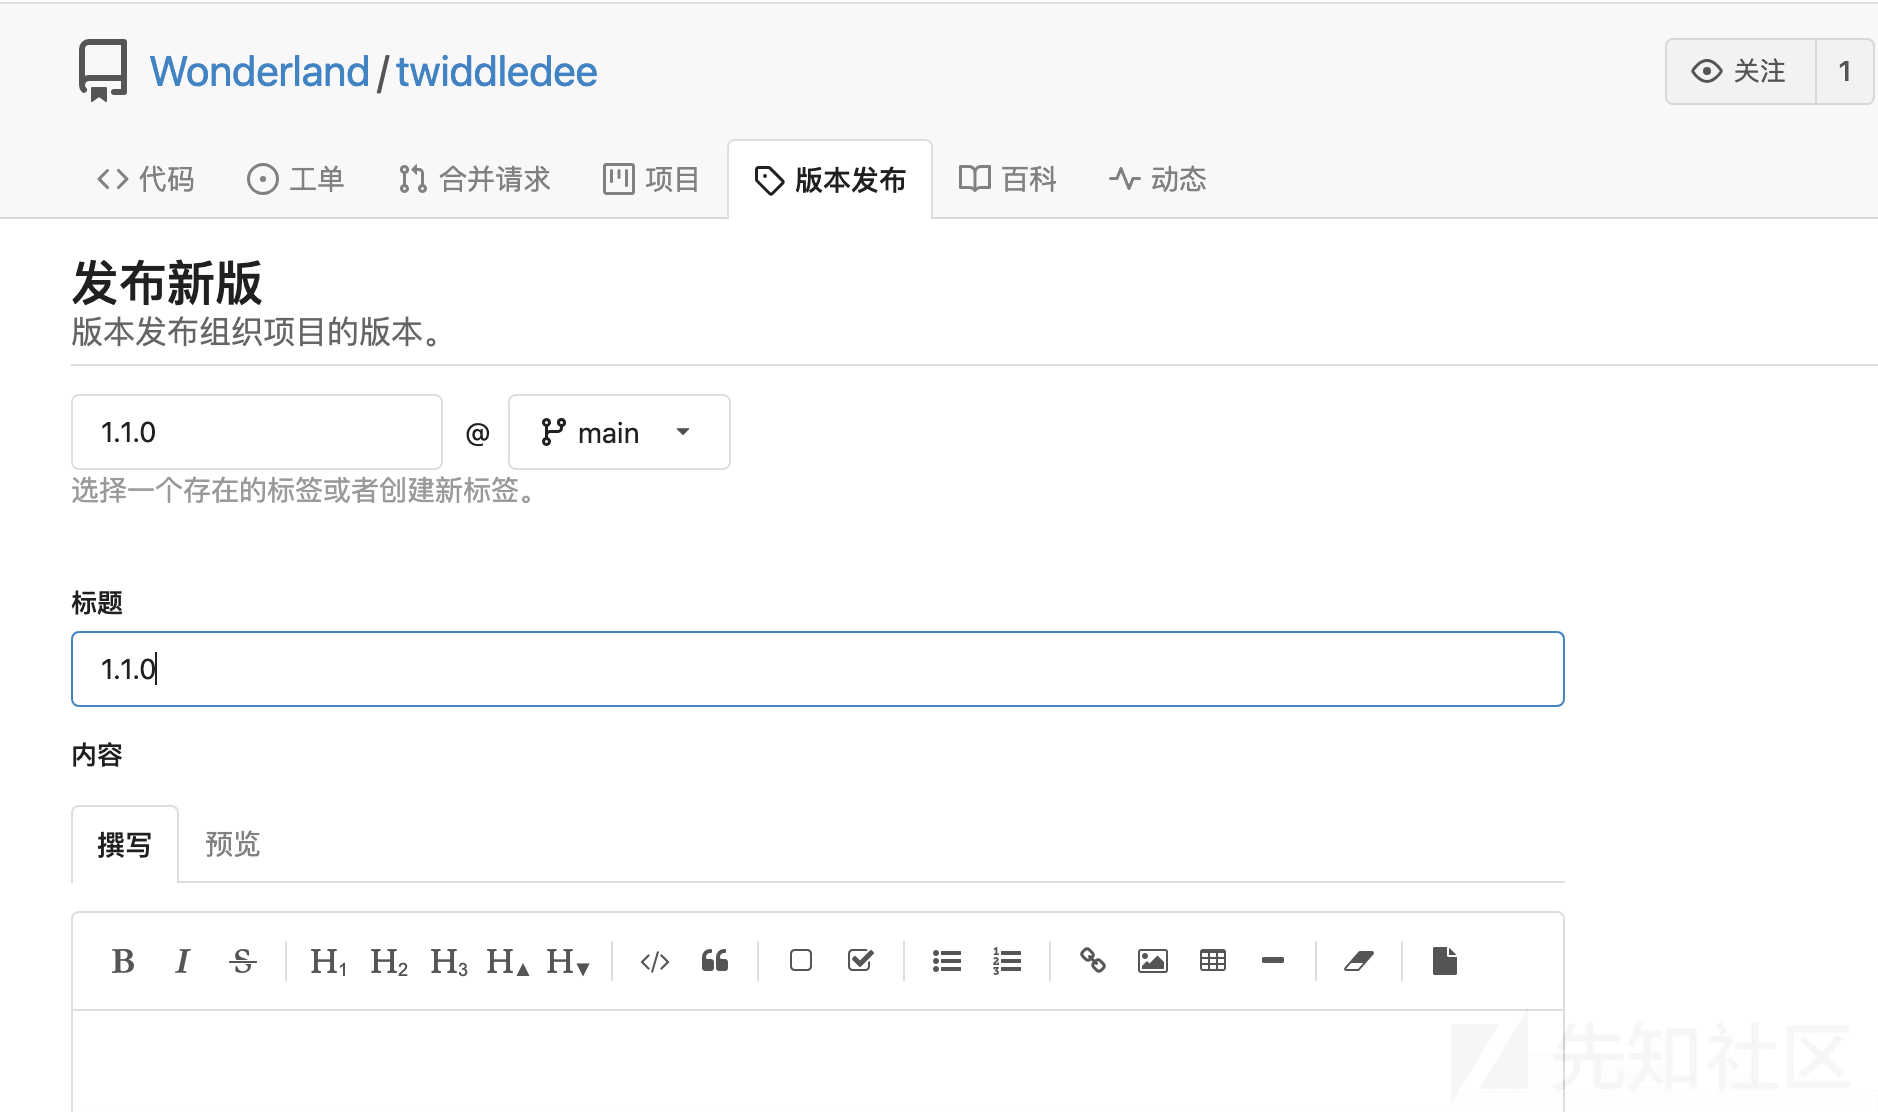 Wonderland/twiddledee
关注 1
代码 工单 合并请求 项目 版本发布 百科 动态
发布新版
版本发布组织项目的版本。
1.1.0 @ main
选择一个存在的标签或者创建新标签。
标题
1.1.0
内容
撰写 预览
B I S H1 H2 H3 H▲ H▼
先知社区